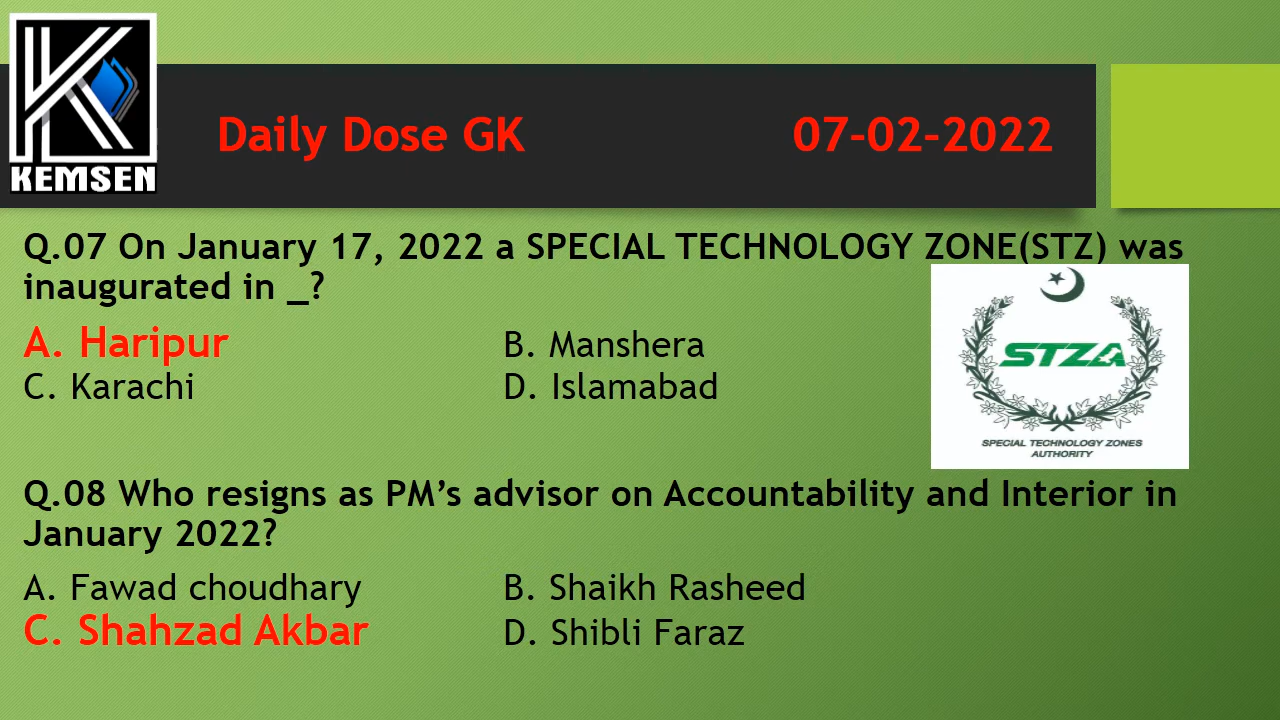 KEMSEN
Daily Dose GK 07-02-2022
Q.07 On January 17, 2022 a SPECIAL TECHNOLOGY ZONE(STZ) was
inaugurated in _?
A. Haripur B. Manshera
C. Karachi D. Islamabad
STZA
SPECIAL TECHNOLOGY ZONES
AUTHORITY
Q.08 Who resigns as PM’s advisor on Accountability and Interior in
January 2022?
A. Fawad choudhary B. Shaikh Rasheed
C. Shahzad Akbar D. Shibli Faraz